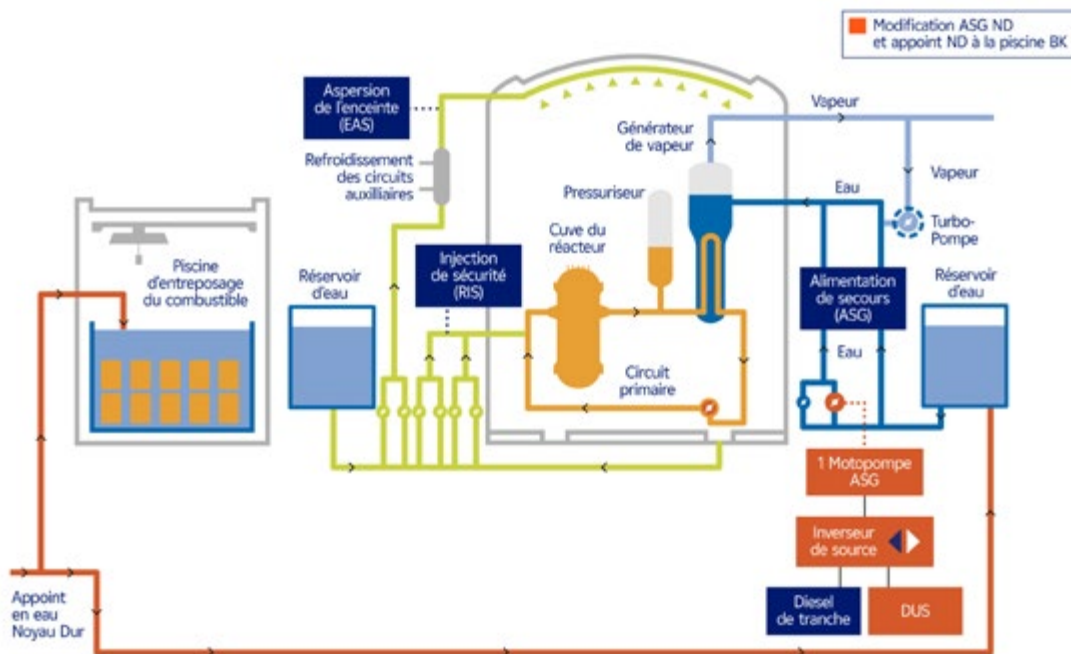 Modification ASG ND
et appoint ND à la piscine BK
Aspersion
de l'enceinte
(EAS)
Vapeur
Générateur
de vapeur
Refroidissement
des circuits
auxilliaires
Pressuriseur
Eau
Vapeur
Turbo-
Pompe
Cuve du
réacteur
Piscine
d'entreposage
du combustible
Réservoir
d'eau
Injection
de sécurité
(RIS)
Alimentation
de secours
(ASG)
Réservoir
d'eau
Eau
Circuit
primaire
1 Motopompe
ASG
Inverseur
de source
Diesel
de tranche
DUS
Appoint
en eau
Noyau Dur